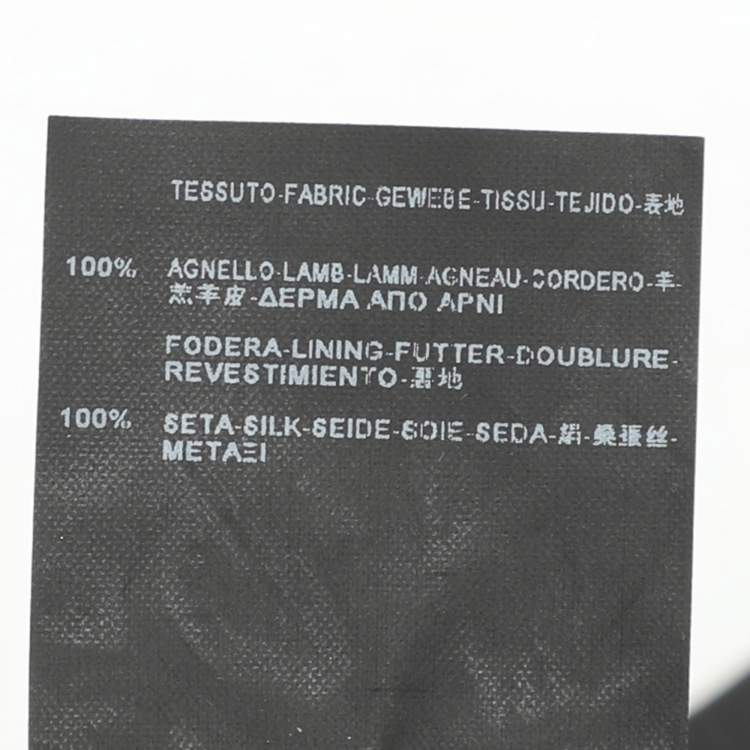 TESSUTO-FABRIC-GEWEBE-TISSU-TEJIDO-表地
100% AGNELLO-LAMB-LAMM-AGNEAU-CORDERO-羊-
羔羊皮-ΔΕΡΜΑ ΑΠΟ ΑΡΝΙ
FODERA-LINING-FUTTER-DOUBLURE-
REVESTIMIENTO-裏地
100% SETA-SILK-SEIDE-SOIE-SEDA-絹-桑蚕丝-
ΜΕΤΑΞΙ